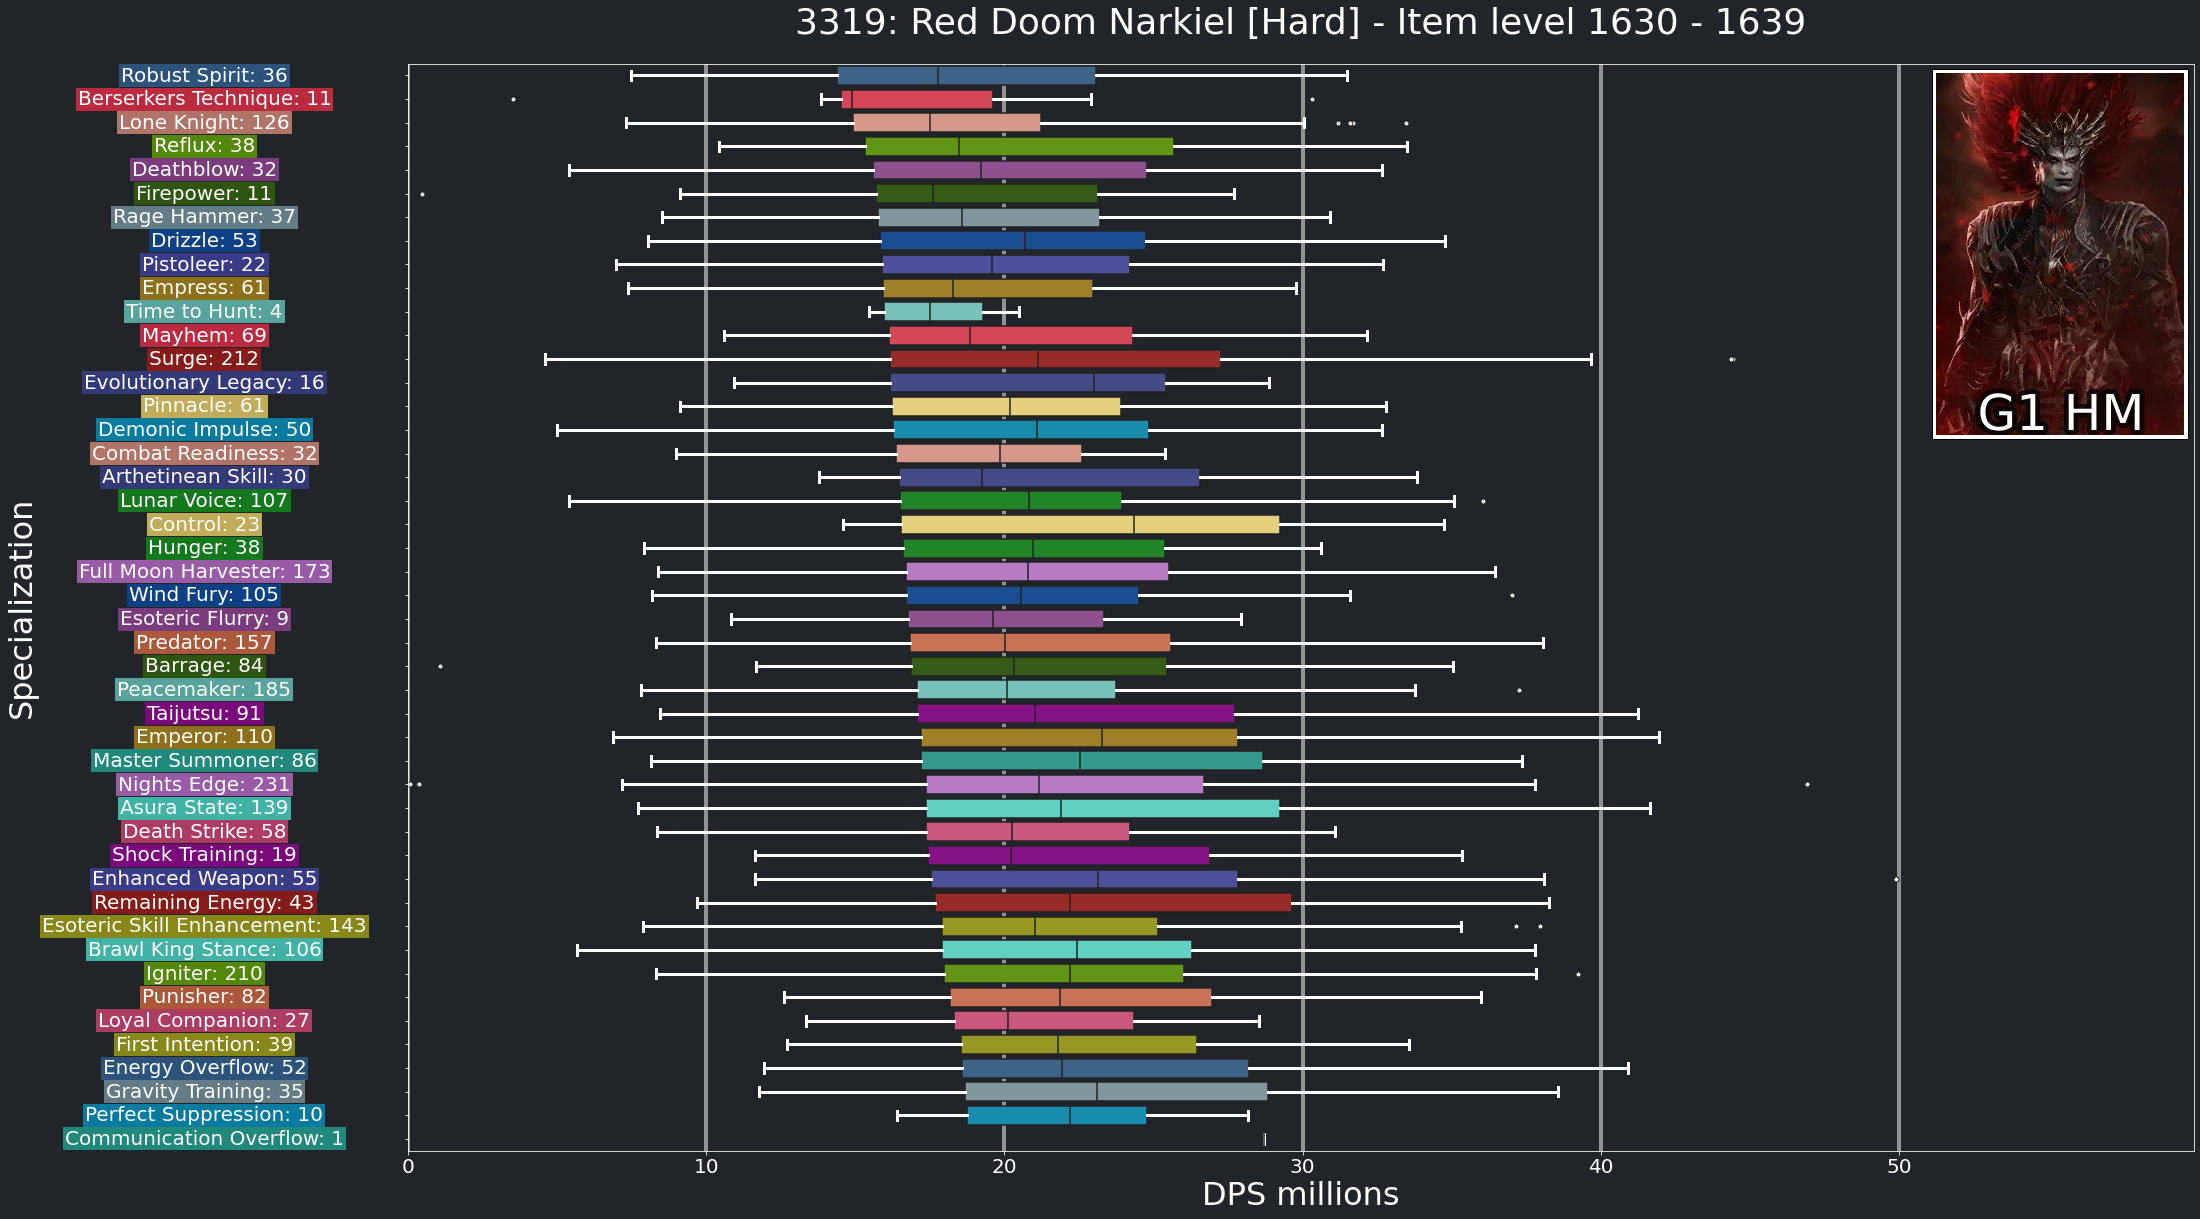 3319: Red Doom Narkiel [Hard] - Item level 1630 - 1639
Robust Spirit: 36
Berserkers Technique: 11
Lone Knight: 126
Reflux: 38
Deathblow: 32
Firepower: 11
Rage Hammer: 37
Drizzle: 53
Pistoleer: 22
Empress: 61
Time to Hunt: 4
Mayhem: 69
Surge: 212
Evolutionary Legacy: 16
Pinnacle: 61
Demonic Impulse: 50
Combat Readiness: 32
Arthetinean Skill: 30
Lunar Voice: 107
Control: 23
Hunger: 38
Full Moon Harvester: 173
Wind Fury: 105
Esoteric Flurry: 9
Predator: 157
Barrage: 84
Peacemaker: 185
Taijutsu: 91
Emperor: 110
Master Summoner: 86
Nights Edge: 231
Asura State: 139
Death Strike: 58
Shock Training: 19
Enhanced Weapon: 55
Remaining Energy: 43
Esoteric Skill Enhancement: 143
Brawl King Stance: 106
Igniter: 210
Punisher: 82
Loyal Companion: 27
First Intention: 39
Energy Overflow: 52
Gravity Training: 35
Perfect Suppression: 10
Communication Overflow: 1
Specialization
G1 HM
0 10 20 30 40 50
DPS millions